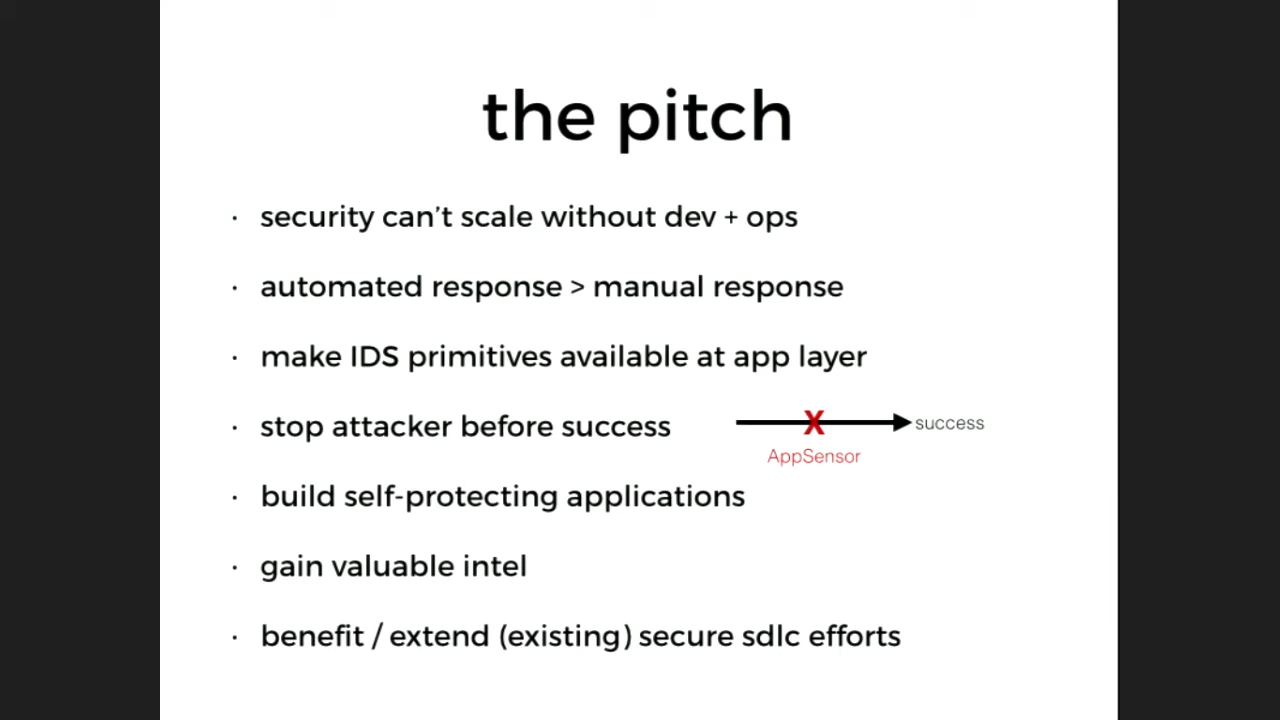 the pitch
· security can’t scale without dev + ops
· automated response > manual response
· make IDS primitives available at app layer
· stop attacker before success
X
success
AppSensor
· build self-protecting applications
· gain valuable intel
· benefit / extend (existing) secure sdlc efforts